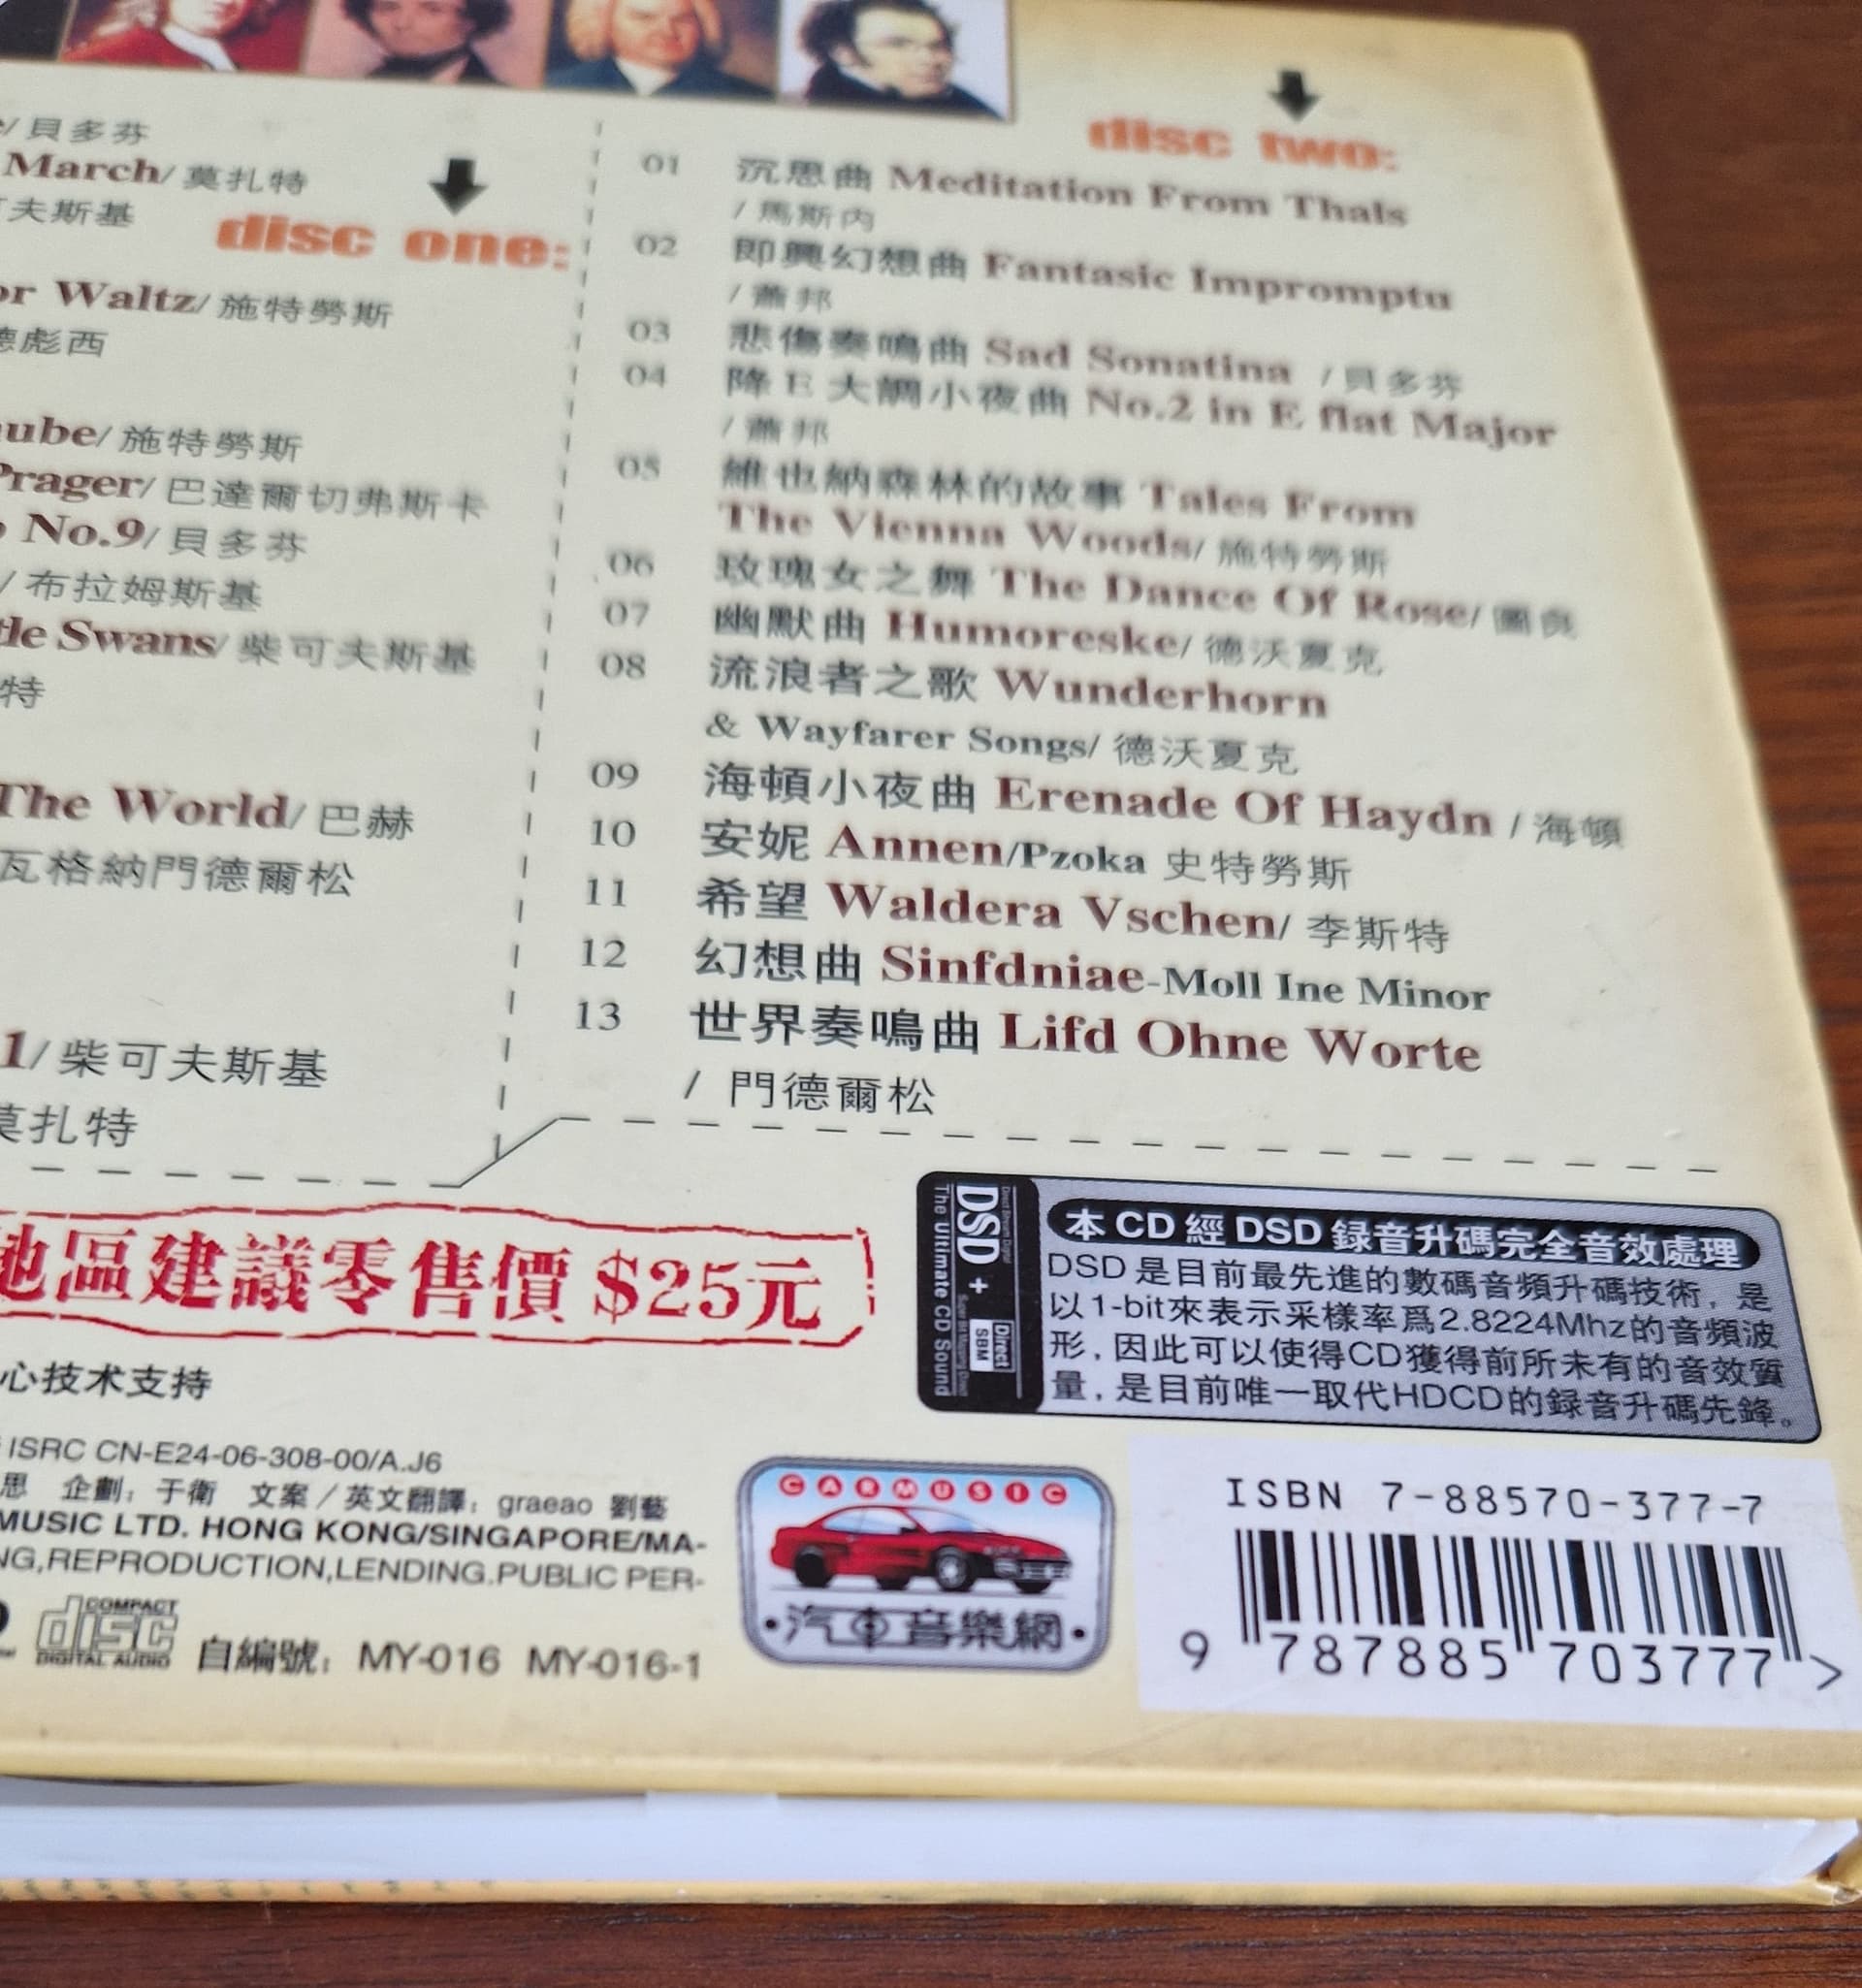 / 貝多芬
March/ 莫扎特
夫斯基
disc one:
or Waltz/ 施特勞斯
德彪西
ube/ 施特勞斯
Prager/ 巴達爾切弗斯卡
No.9/ 貝多芬
/ 布拉姆斯基
tle Swans/ 柴可夫斯基
特
The World/ 巴赫
瓦格納門德爾松
1/ 柴可夫斯基
莫扎特
disc two:
01 沉思曲 Meditation From Thals
/ 馬斯内
02 即興幻想曲 Fantasic Impromptu
/ 蕭邦
03 悲傷奏鳴曲 Sad Sonatina / 貝多芬
04 降 E 大調小夜曲 No.2 in E flat Major
/ 蕭邦
05 維也納森林的故事 Tales From
The Vienna Woods/ 施特勞斯
06 玫瑰女之舞 The Dance Of Rose/
07 幽默曲 Humoreske/ 德沃夏克
08 流浪者之歌 Wunderhorn
& Wayfarer Songs/ 德沃夏克
09 海頓小夜曲 Erenade Of Haydn / 海頓
10 安妮 Annen/Pzoka 史特勞斯
11 希望 Waldera Vschen/ 李斯特
12 幻想曲 Sinfdniae-Moll Ine Minor
13 世界奏鳴曲 Lifd Ohne Worte
/ 門德爾松
地區建議零售價 $25元
心技术支持
ISRC CN-E24-06-308-00/A.J6
思 企劃：于衛 文案／英文翻譯：graeao 劉藝
MUSIC LTD. HONG KONG/SINGAPORE/MA-
NG,REPRODUCTION,LENDING.PUBLIC PER-
COMPACT
disc
DIGITAL AUDIO
自編號：MY-016 MY-016-1
DSD +
Direct
SBM
The Ultimate CD Sound
本 CD 經 DSD 録音升碼完全音效處理
DSD 是目前最先進的數碼音頻升碼技術，是
以1-bit來表示采樣率爲2.8224Mhz的音頻波
形，因此可以使得CD獲得前所未有的音效質
量，是目前唯一取代HDCD的録音升碼先鋒。
CARMUSIC
·汽車音樂網·
ISBN 7-88570-377-7
9 787885 703777 >